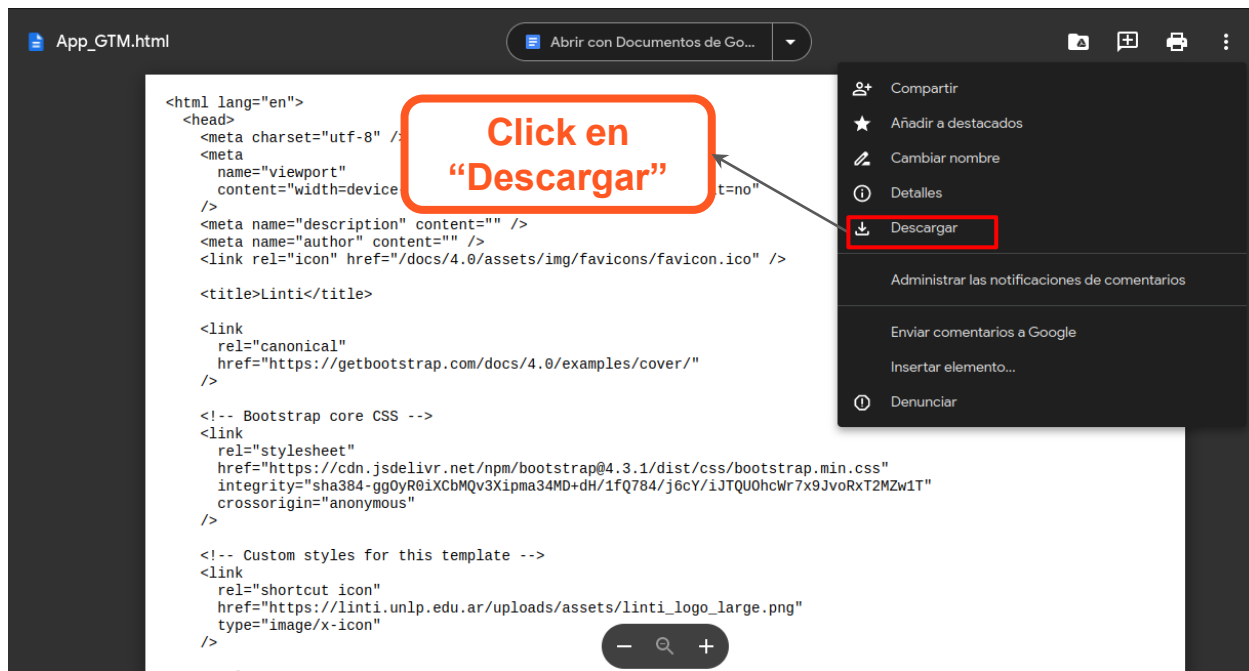 App_GTM.html
Abrir con Documentos de Go...
<html lang="en">
<head>
<meta charset="utf-8" /
<meta
name="viewport"
content="width=device
t=no"
/>
<meta name="description" content="" />
<meta name="author" content="" />
<link rel="icon" href="/docs/4.0/assets/img/favicons/favicon.ico" />
<title>Linti</title>
<link
rel="canonical"
href="https://getbootstrap.com/docs/4.0/examples/cover/"
/>
<!-- Bootstrap core CSS -->
<link
rel="stylesheet"
href="https://cdn.jsdelivr.net/npm/bootstrap@4.3.1/dist/css/bootstrap.min.css"
integrity="sha384-ggOyR0iXCbMQv3Xipma34MD+dH/1fQ784/j6cY/iJTQUOhcWr7x9JvoRxT2MZw1T"
crossorigin="anonymous"
/>
<!-- Custom styles for this template -->
<link
rel="shortcut icon"
href="https://linti.unlp.edu.ar/uploads/assets/linti_logo_large.png"
type="image/x-icon"
/>
Click en
“Descargar”
Compartir
Añadir a destacados
Cambiar nombre
Detalles
Descargar
Administrar las notificaciones de comentarios
Enviar comentarios a Google
Insertar elemento...
Denunciar